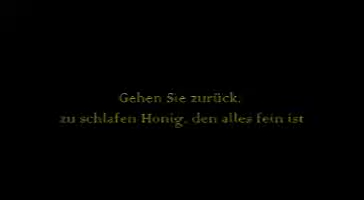 Gehen Sie zurück,
zu schlafen Honig, den alles fein ist